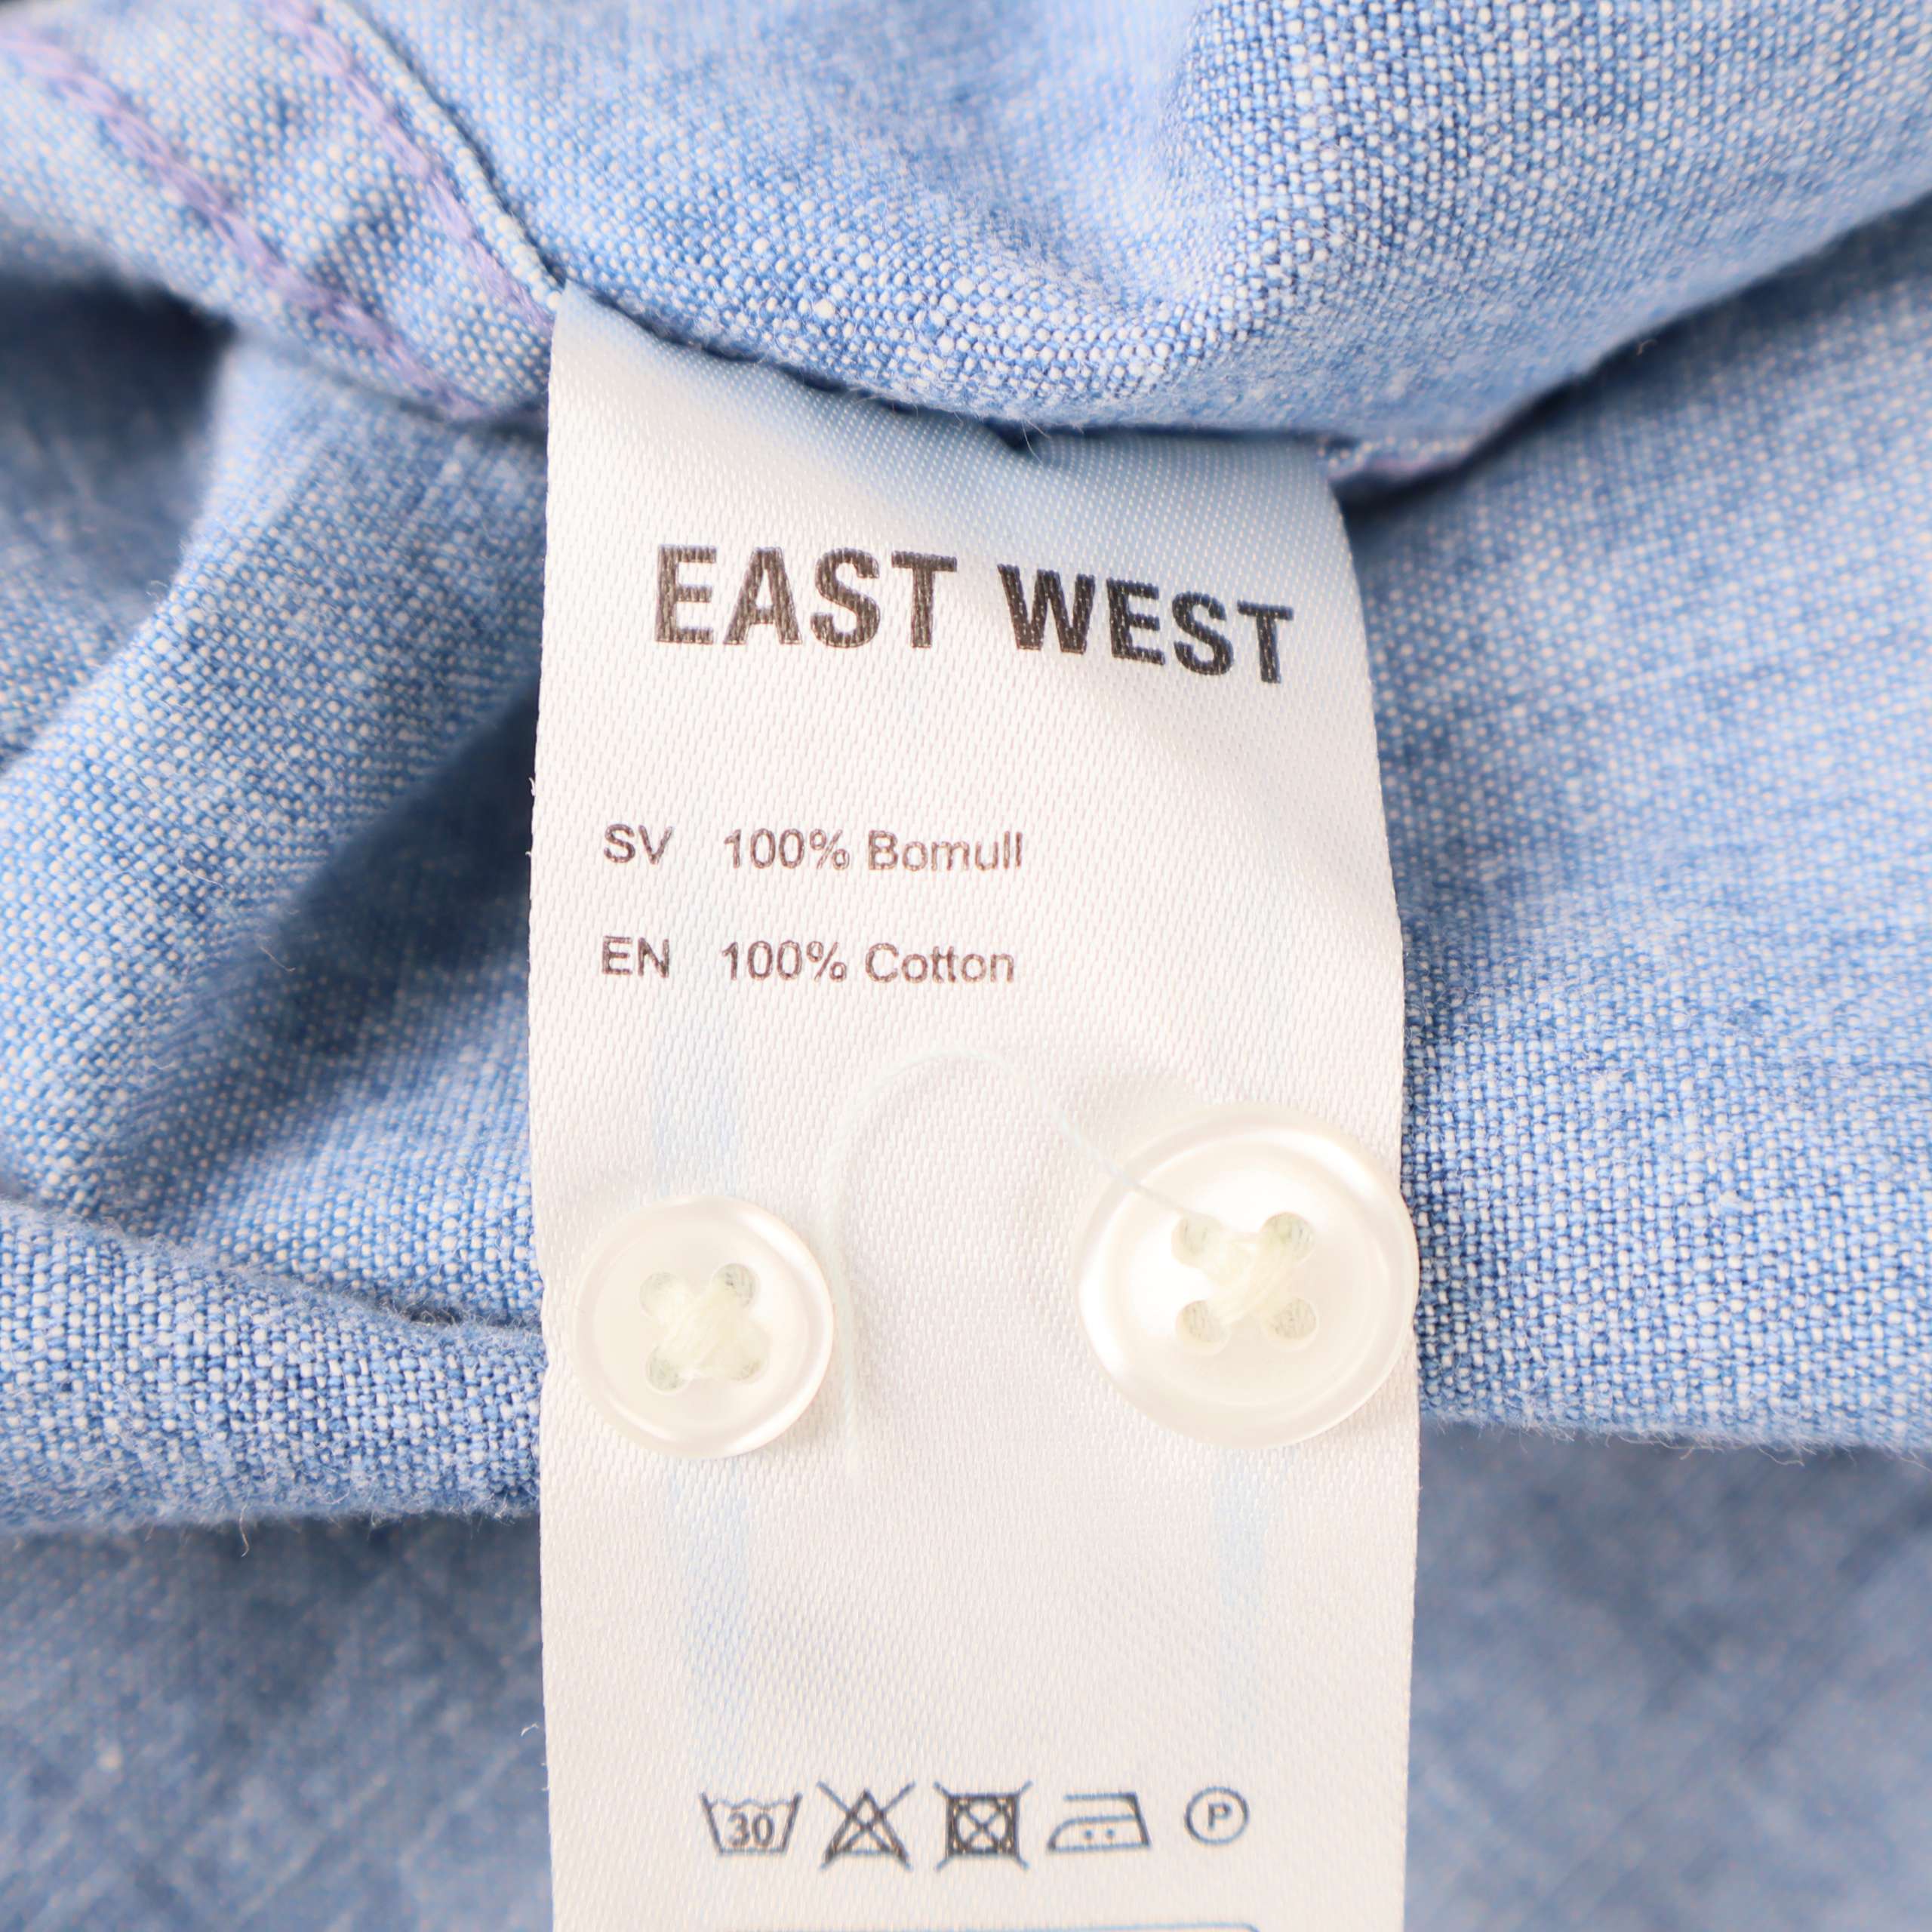 EAST WEST
SV 100% Bomull
EN 100% Cotton
30 P